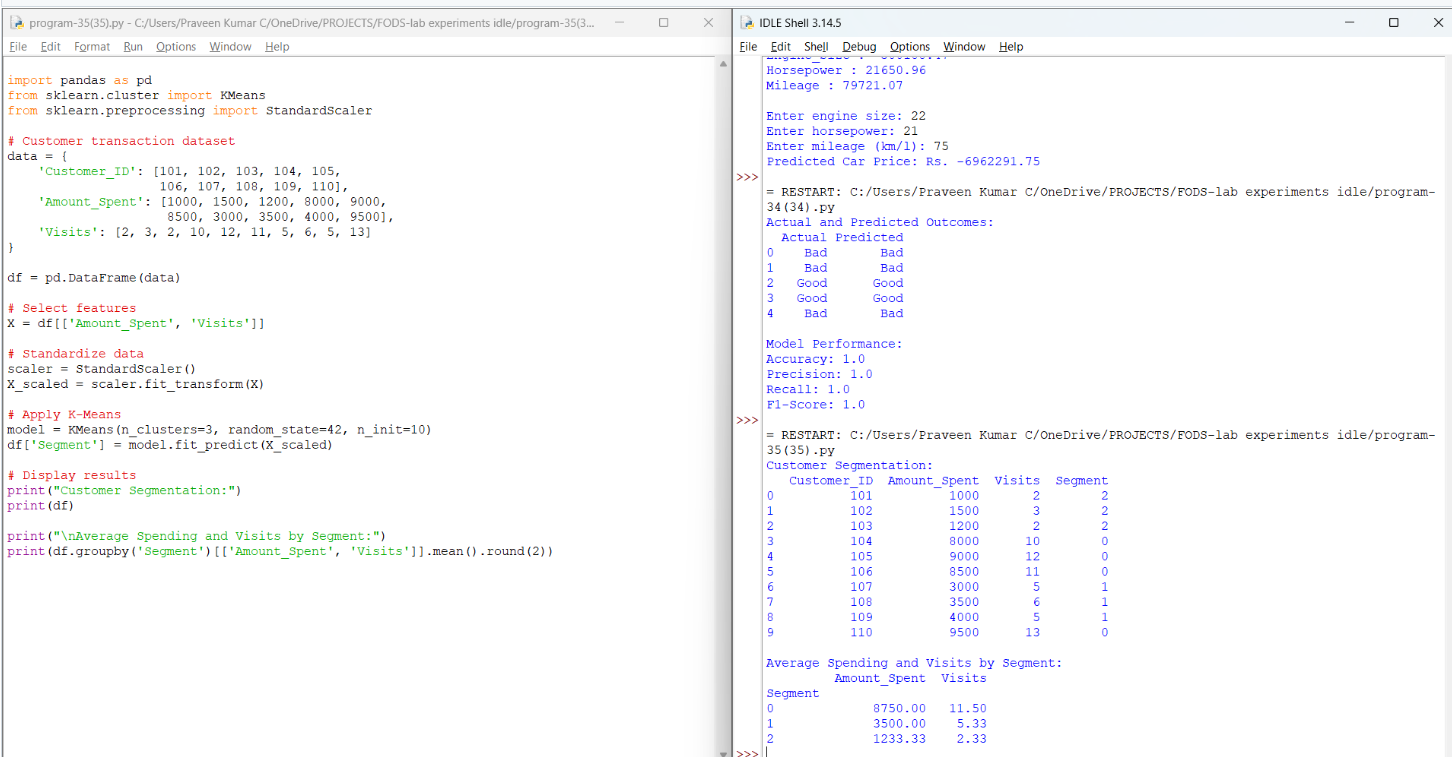 program-35(35).py - C:/Users/Praveen Kumar C/OneDrive/PROJECTS/FODS-lab experiments idle/program-35(3...
File Edit Format Run Options Window Help
import pandas as pd
from sklearn.cluster import KMeans
from sklearn.preprocessing import StandardScaler
# Customer transaction dataset
data = {
    'Customer_ID': [101, 102, 103, 104, 105,
                    106, 107, 108, 109, 110],
    'Amount_Spent': [1000, 1500, 1200, 8000, 9000,
                     8500, 3000, 3500, 4000, 9500],
    'Visits': [2, 3, 2, 10, 12, 11, 5, 6, 5, 13]
}
df = pd.DataFrame(data)
# Select features
X = df[['Amount_Spent', 'Visits']]
# Standardize data
scaler = StandardScaler()
X_scaled = scaler.fit_transform(X)
# Apply K-Means
model = KMeans(n_clusters=3, random_state=42, n_init=10)
df['Segment'] = model.fit_predict(X_scaled)
# Display results
print("Customer Segmentation:")
print(df)
print("\nAverage Spending and Visits by Segment:")
print(df.groupby('Segment')[['Amount_Spent', 'Visits']].mean().round(2))
IDLE Shell 3.14.5
File Edit Shell Debug Options Window Help
Horsepower : 21650.96
Mileage : 79721.07
Enter engine size: 22
Enter horsepower: 21
Enter mileage (km/l): 75
Predicted Car Price: Rs. -6962291.75
>>>
= RESTART: C:/Users/Praveen Kumar C/OneDrive/PROJECTS/FODS-lab experiments idle/program-
34(34).py
Actual and Predicted Outcomes:
  Actual Predicted
0    Bad       Bad
1    Bad       Bad
2   Good      Good
3   Good      Good
4    Bad       Bad
Model Performance:
Accuracy: 1.0
Precision: 1.0
Recall: 1.0
F1-Score: 1.0
>>>
= RESTART: C:/Users/Praveen Kumar C/OneDrive/PROJECTS/FODS-lab experiments idle/program-
35(35).py
Customer Segmentation:
   Customer_ID  Amount_Spent  Visits  Segment
0          101          1000       2        2
1          102          1500       3        2
2          103          1200       2        2
3          104          8000      10        0
4          105          9000      12        0
5          106          8500      11        0
6          107          3000       5        1
7          108          3500       6        1
8          109          4000       5        1
9          110          9500      13        0
Average Spending and Visits by Segment:
         Amount_Spent  Visits
Segment
0             8750.00   11.50
1             3500.00    5.33
2             1233.33    2.33
>>>